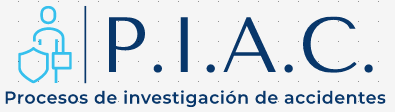 P.I.A.C.
Procesos de investigación de accidentes